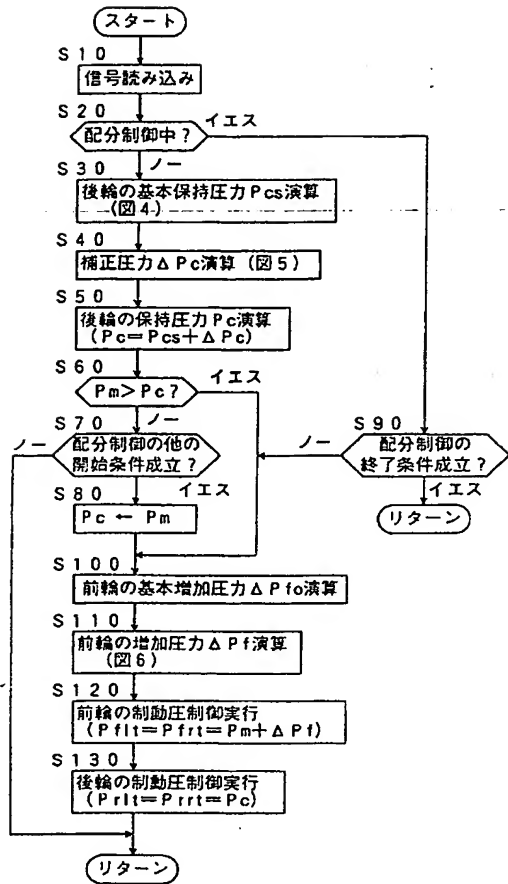 スタート
S10
信号読み込み
S20
配分制御中?
イエス
ノー
S30
後輪の基本保持圧力Pcs演算
(図4)
S40
補正圧力ΔPc演算(図5)
S50
後輪の保持圧力Pc演算
(Pc=Pcs+ΔPc)
S60
Pm>Pc?
イエス
ノー
S70
ノー
配分制御の他の
開始条件成立?
イエス
S90
ノー
配分制御の
終了条件成立?
イエス
リターン
S80
Pc ← Pm
S100
前輪の基本増加圧力ΔPfo演算
S110
前輪の増加圧力ΔPf演算
(図6)
S120
前輪の制動圧制御実行
(Pflt=Pfrt=Pm+ΔPf)
S130
後輪の制動圧制御実行
(Prlt=Prrt=Pc)
リターン